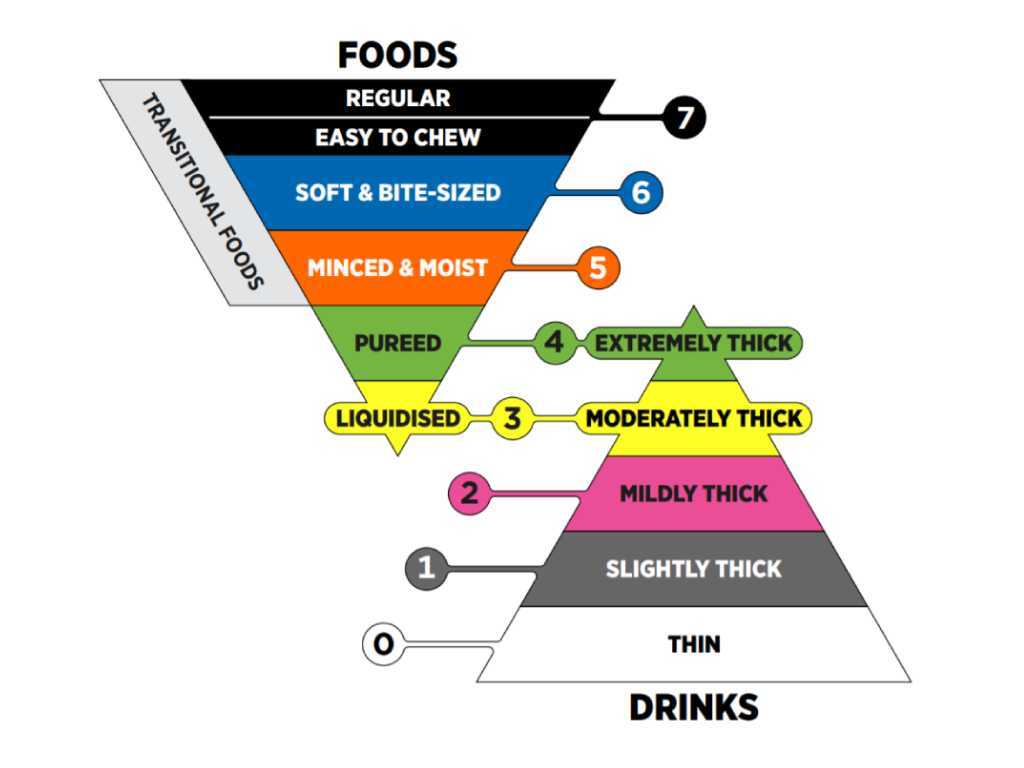 FOODS
TRANSITIONAL FOODS
REGULAR
EASY TO CHEW
7
SOFT & BITE-SIZED
6
MINCED & MOIST
5
PUREED
4
EXTREMELY THICK
LIQUIDISED
3
MODERATELY THICK
2
MILDLY THICK
1
SLIGHTLY THICK
0
THIN
DRINKS